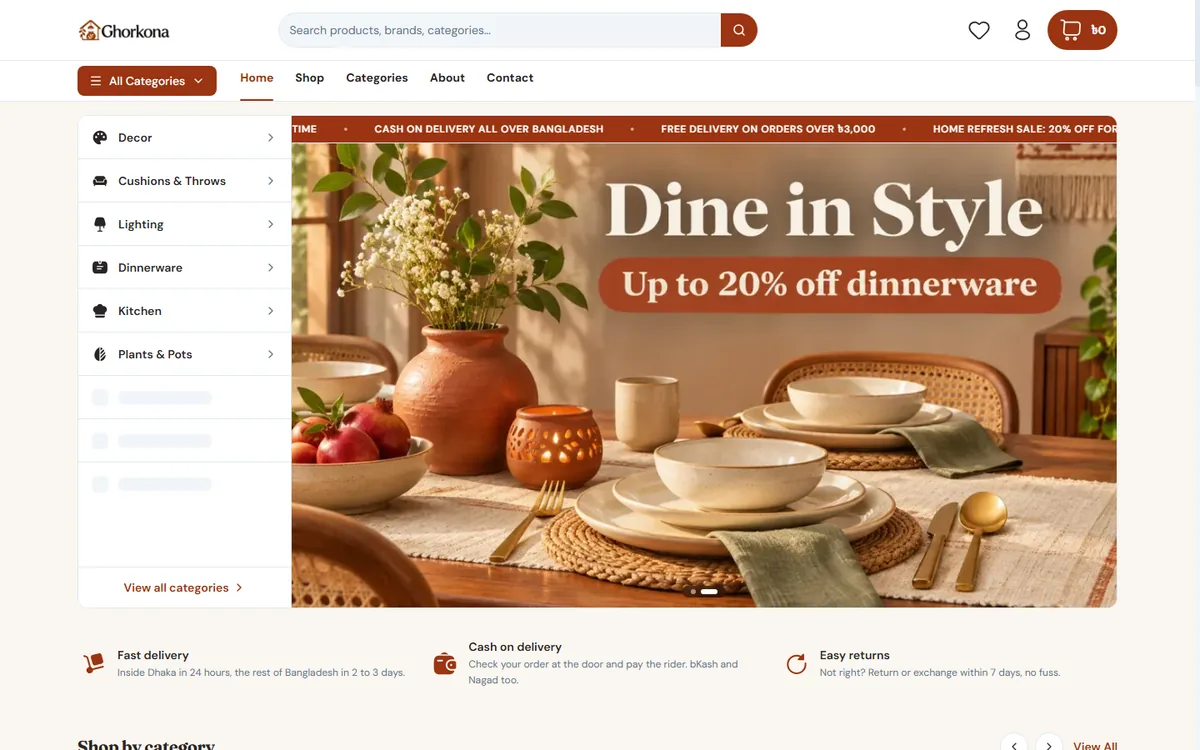 Ghorkona
Search products, brands, categories...
৳0
All Categories
Home
Shop
Categories
About
Contact
Decor
Cushions & Throws
Lighting
Dinnerware
Kitchen
Plants & Pots
View all categories
TIME • CASH ON DELIVERY ALL OVER BANGLADESH • FREE DELIVERY ON ORDERS OVER ৳3,000 • HOME REFRESH SALE: 20% OFF FOR
Dine in Style
Up to 20% off dinnerware
Fast delivery
Inside Dhaka in 24 hours, the rest of Bangladesh in 2 to 3 days.
Cash on delivery
Check your order at the door and pay the rider. bKash and
Nagad too.
Easy returns
Not right? Return or exchange within 7 days, no fuss.
Shop by category
View All